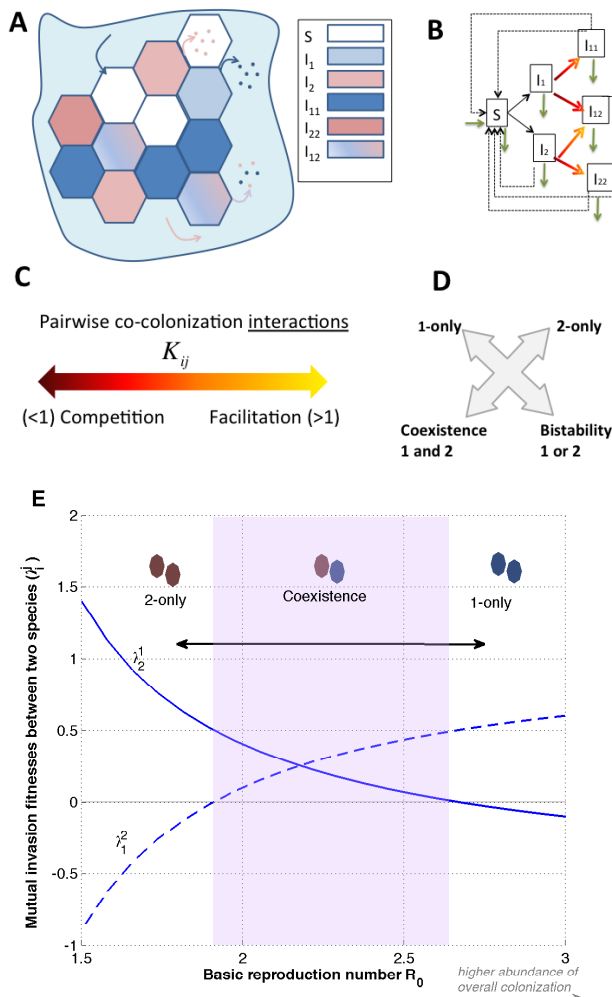 A
S
I1
I2
I11
I22
I12
B
S
I1
I2
I11
I12
I22
C
Pairwise co-colonization interactions
Kij
(<1) Competition
Facilitation (>1)
D
1-only
2-only
Coexistence
1 and 2
Bistability
1 or 2
E
Mutual invasion fitnesses between two species (λij)
2
1.5
1
0.5
0
-0.5
-1
2-only
Coexistence
1-only
λ21
λ12
1.5
2
2.5
3
Basic reproduction number R0
higher abundance of
overall colonization